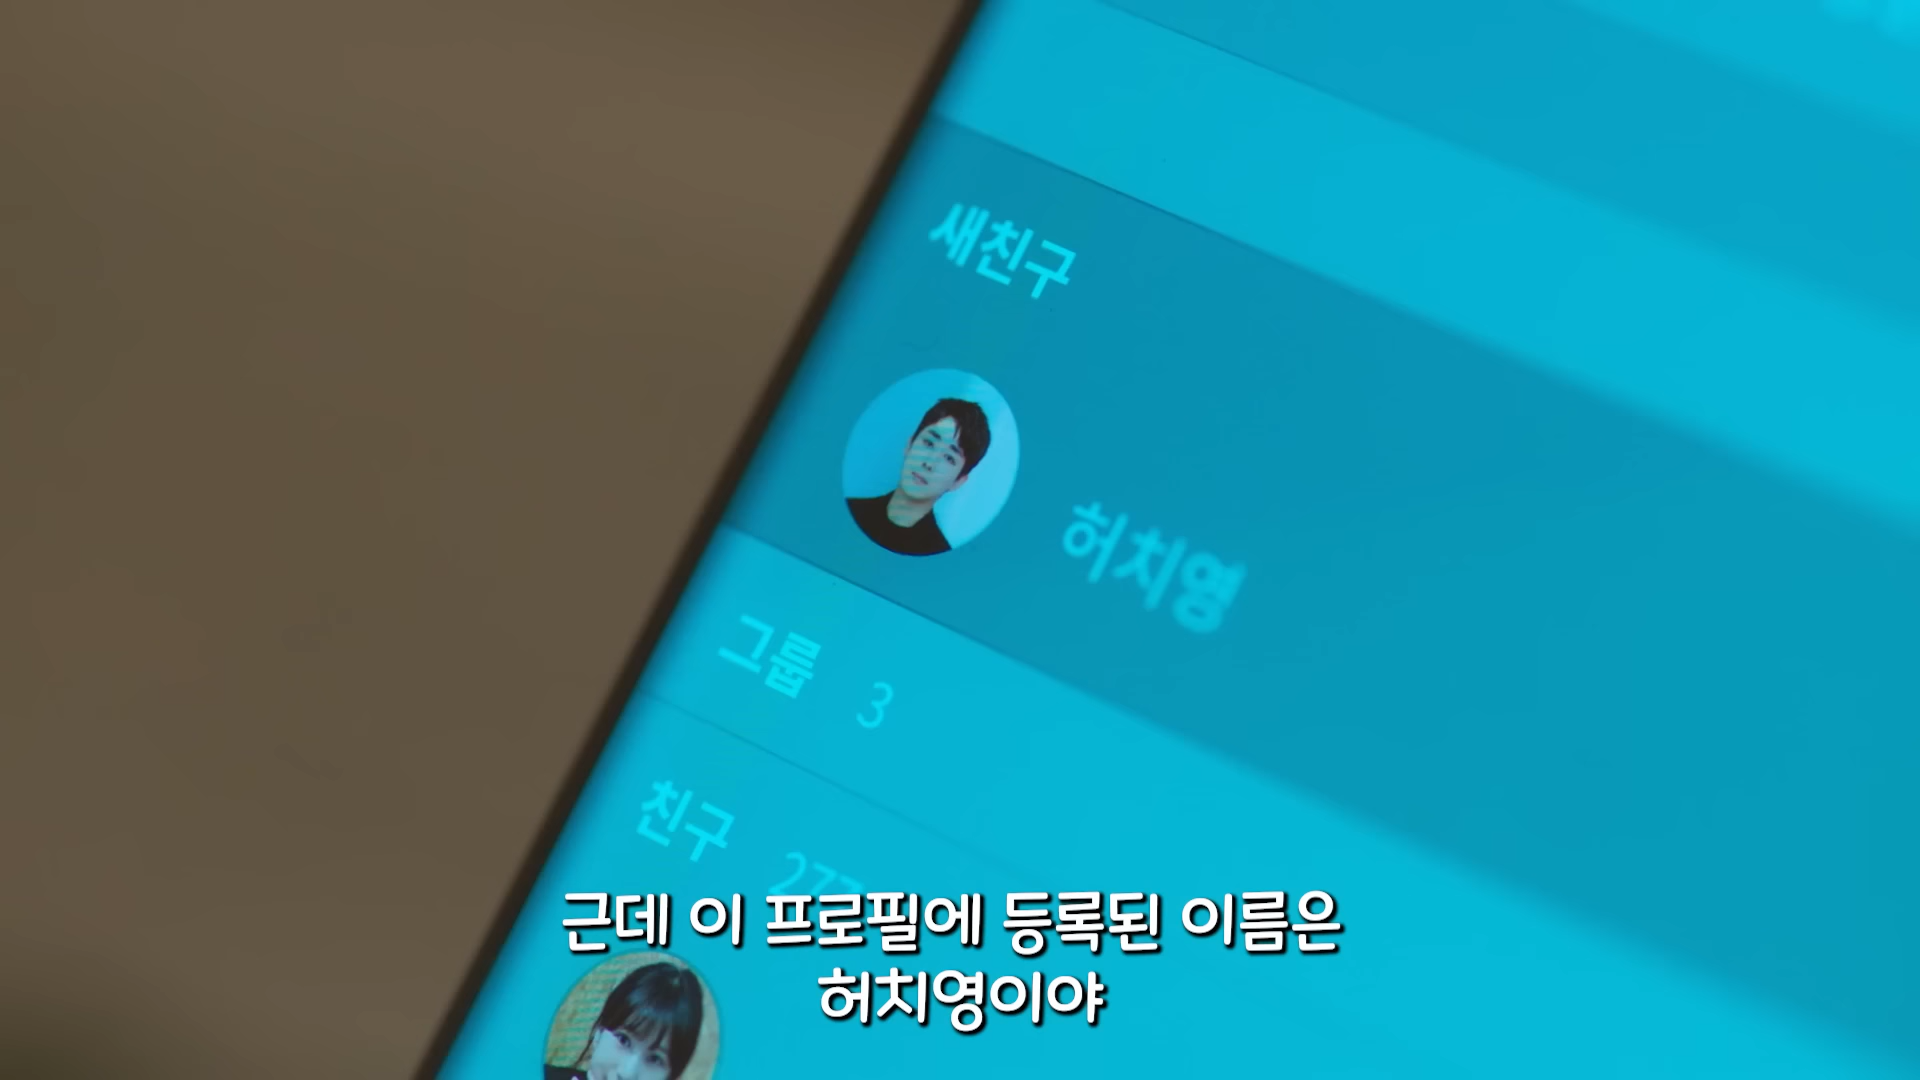 새친구
허치영
그룹 3
친구
근데 이 프로필에 등록된 이름은
허치영이야